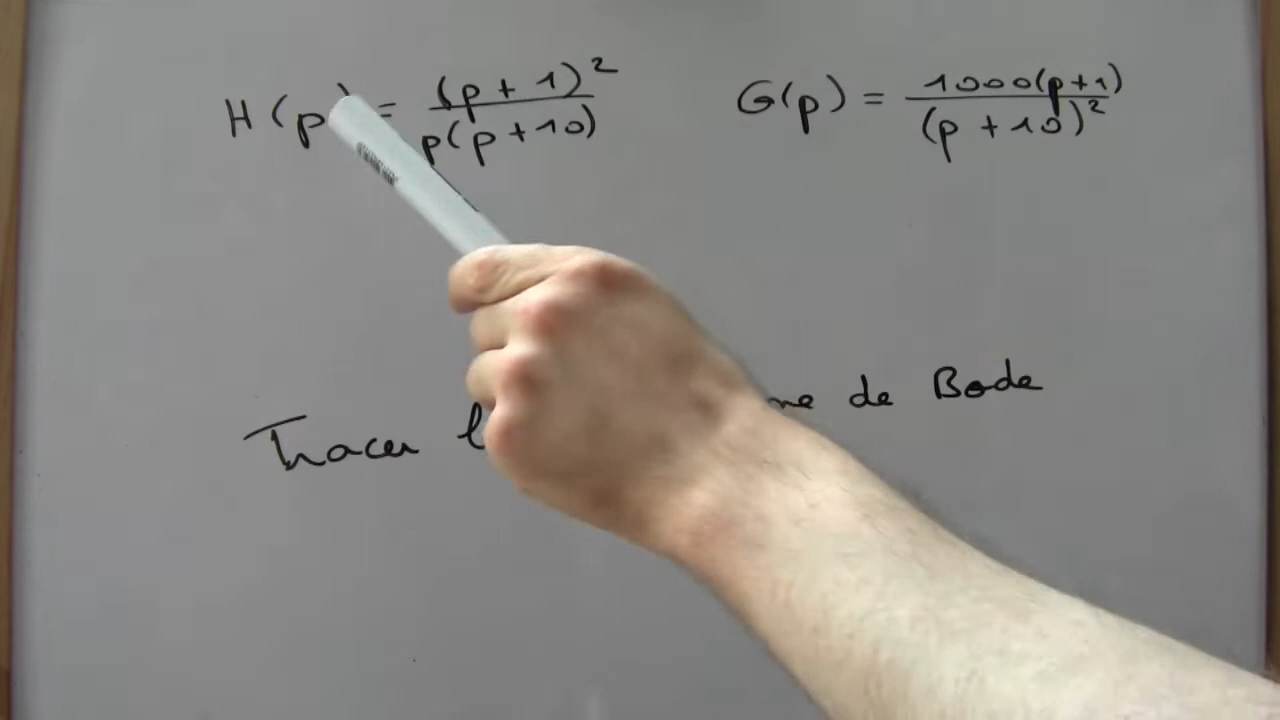 H(p) = (p + 1)² / p(p + 10)
G(p) = 1000(p+1) / (p + 10)²
Tracer de Bode